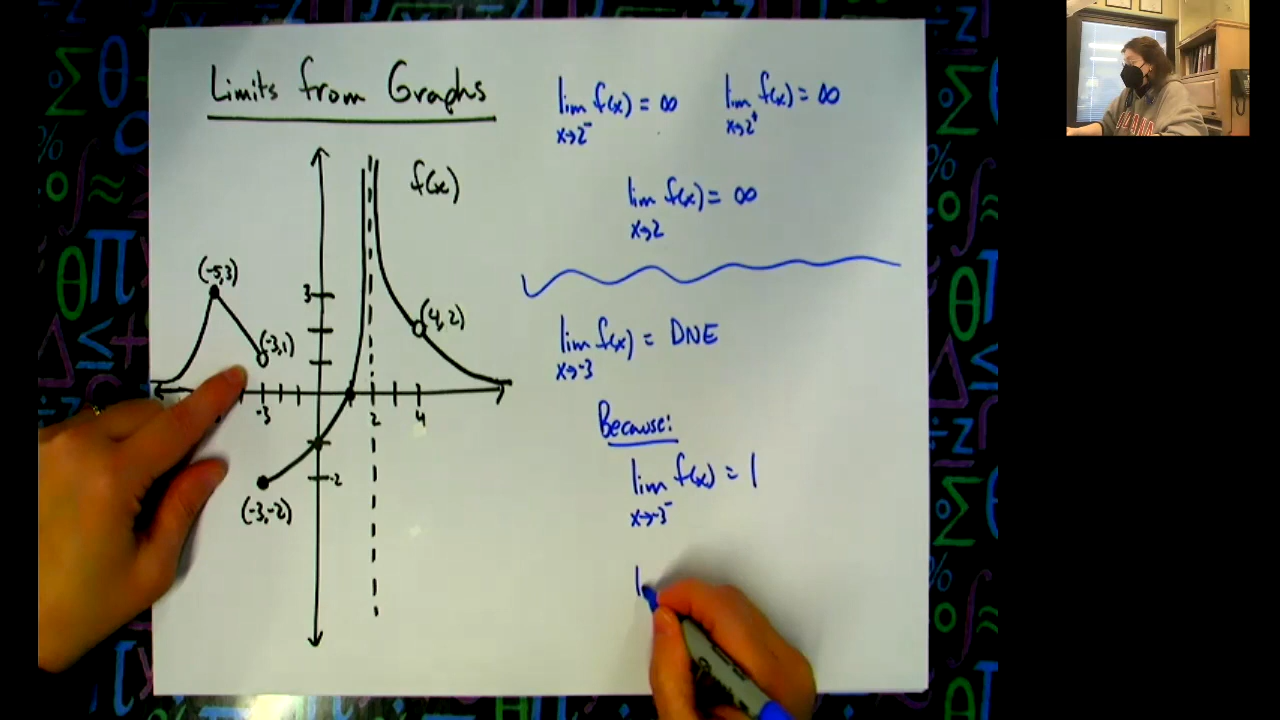 Limits from Graphs
f(x)
(-5,3)
3
(4,2)
(-3,1)
-3
2
4
-2
(-3,-2)
lim f(x) = ∞
x→2⁻
lim f(x) = ∞
x→2⁺
lim f(x) = ∞
x→2
lim f(x) = DNE
x→-3
Because:
lim f(x) = 1
x→-3⁻